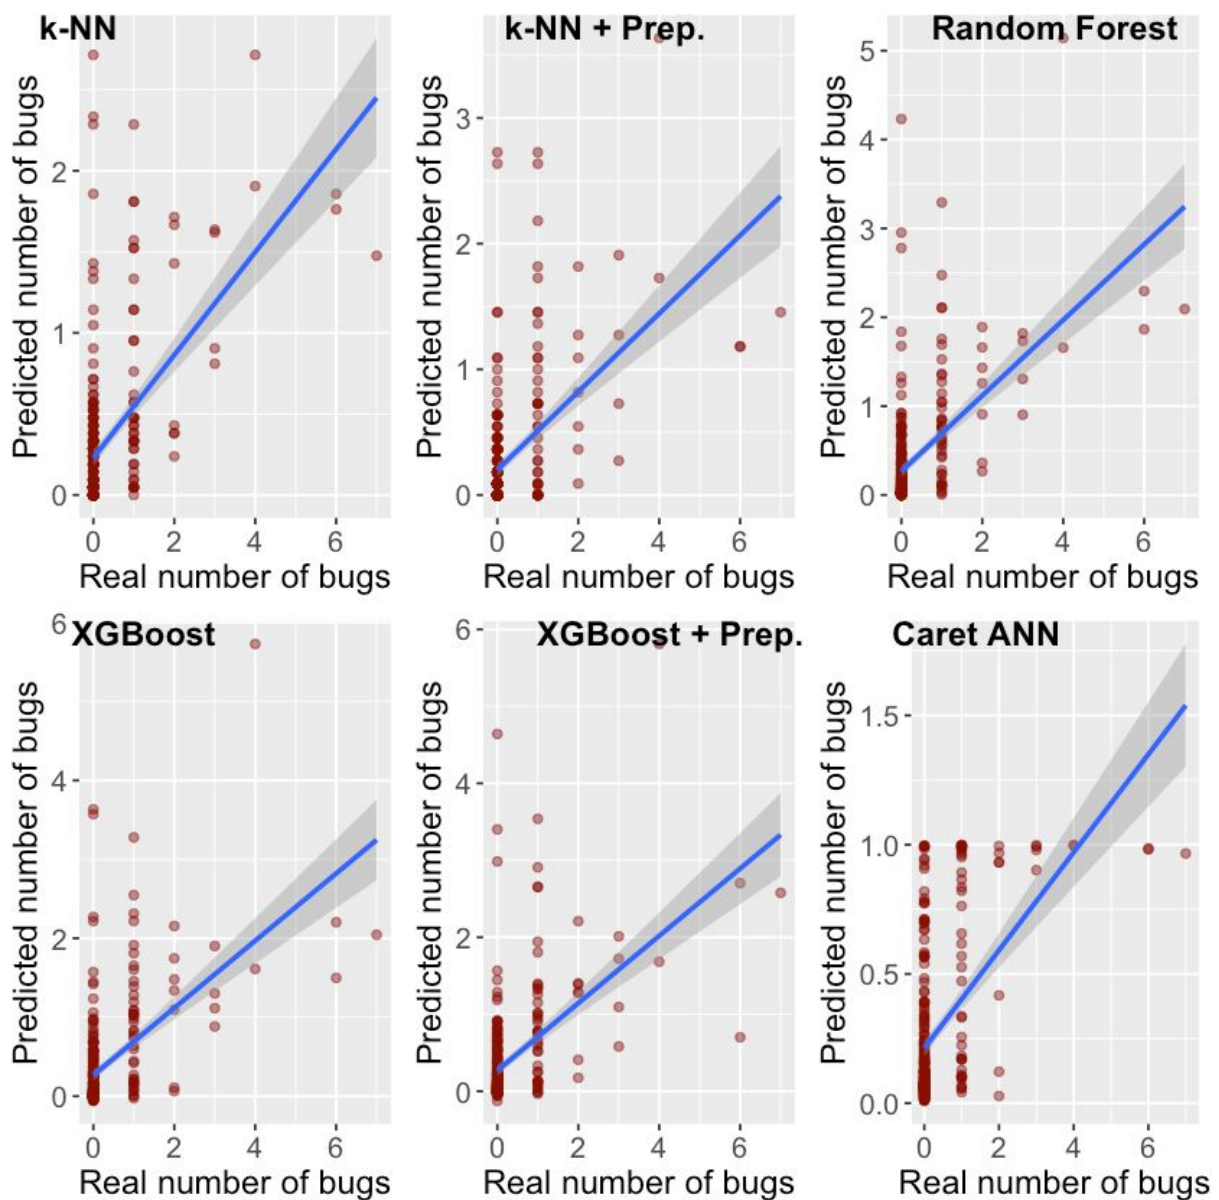 k-NN
Predicted number of bugs
2
1
0
0 2 4 6
Real number of bugs
k-NN + Prep.
Predicted number of bugs
3
2
1
0
0 2 4 6
Real number of bugs
Random Forest
Predicted number of bugs
5
4
3
2
1
0
0 2 4 6
Real number of bugs
XGBoost
Predicted number of bugs
6
4
2
0
0 2 4 6
Real number of bugs
XGBoost + Prep.
Predicted number of bugs
6
4
2
0
0 2 4 6
Real number of bugs
Caret ANN
Predicted number of bugs
1.5
1.0
0.5
0.0
0 2 4 6
Real number of bugs